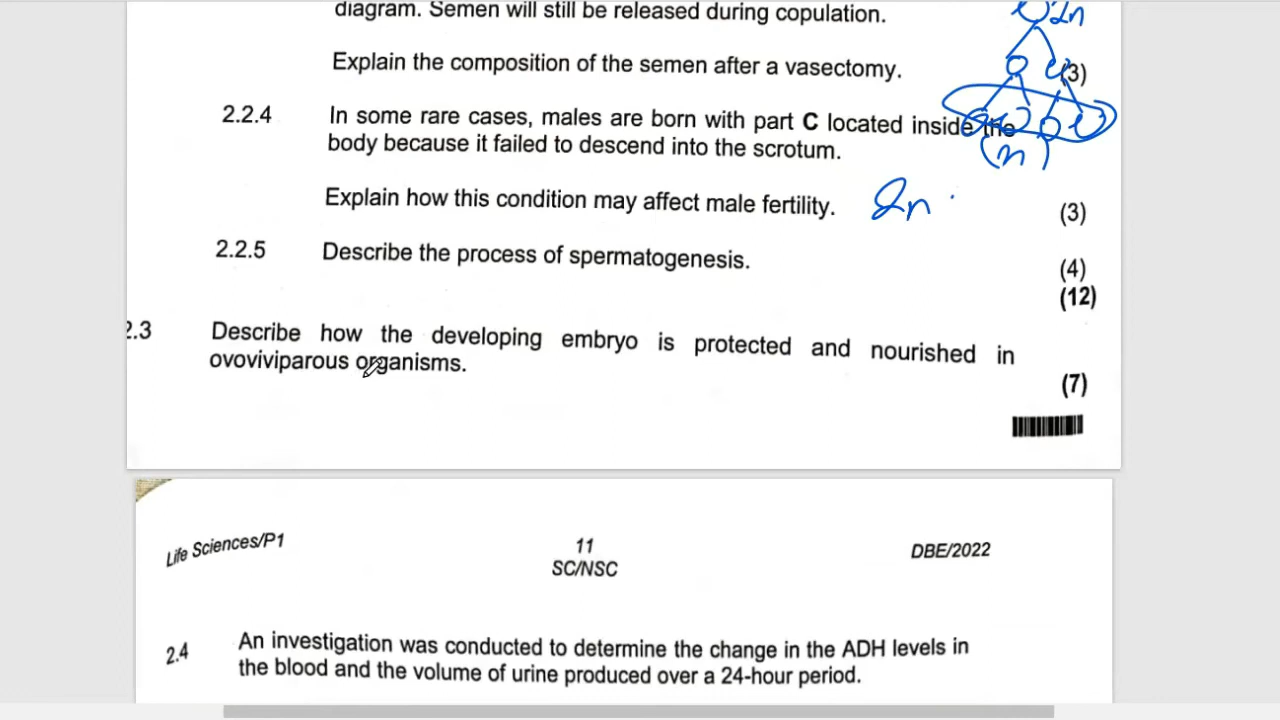 diagram. Semen will still be released during copulation.
2n
Explain the composition of the semen after a vasectomy.
(3)
2.2.4 In some rare cases, males are born with part C located inside the
body because it failed to descend into the scrotum.
(n)
Explain how this condition may affect male fertility. 2n
(3)
2.2.5 Describe the process of spermatogenesis.
(4)
(12)
2.3 Describe how the developing embryo is protected and nourished in
ovoviviparous organisms.
(7)
Life Sciences/P1 11 DBE/2022
SC/NSC
2.4 An investigation was conducted to determine the change in the ADH levels in
the blood and the volume of urine produced over a 24-hour period.